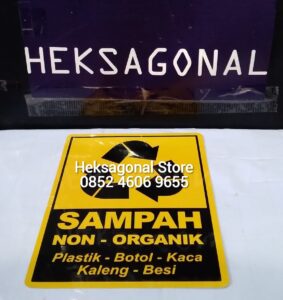 HEKSAGONAL
Heksagonal Store
0852 4606 9655
SAMPAH
NON - ORGANIK
Plastik - Botol - Kaca
Kaleng - Besi